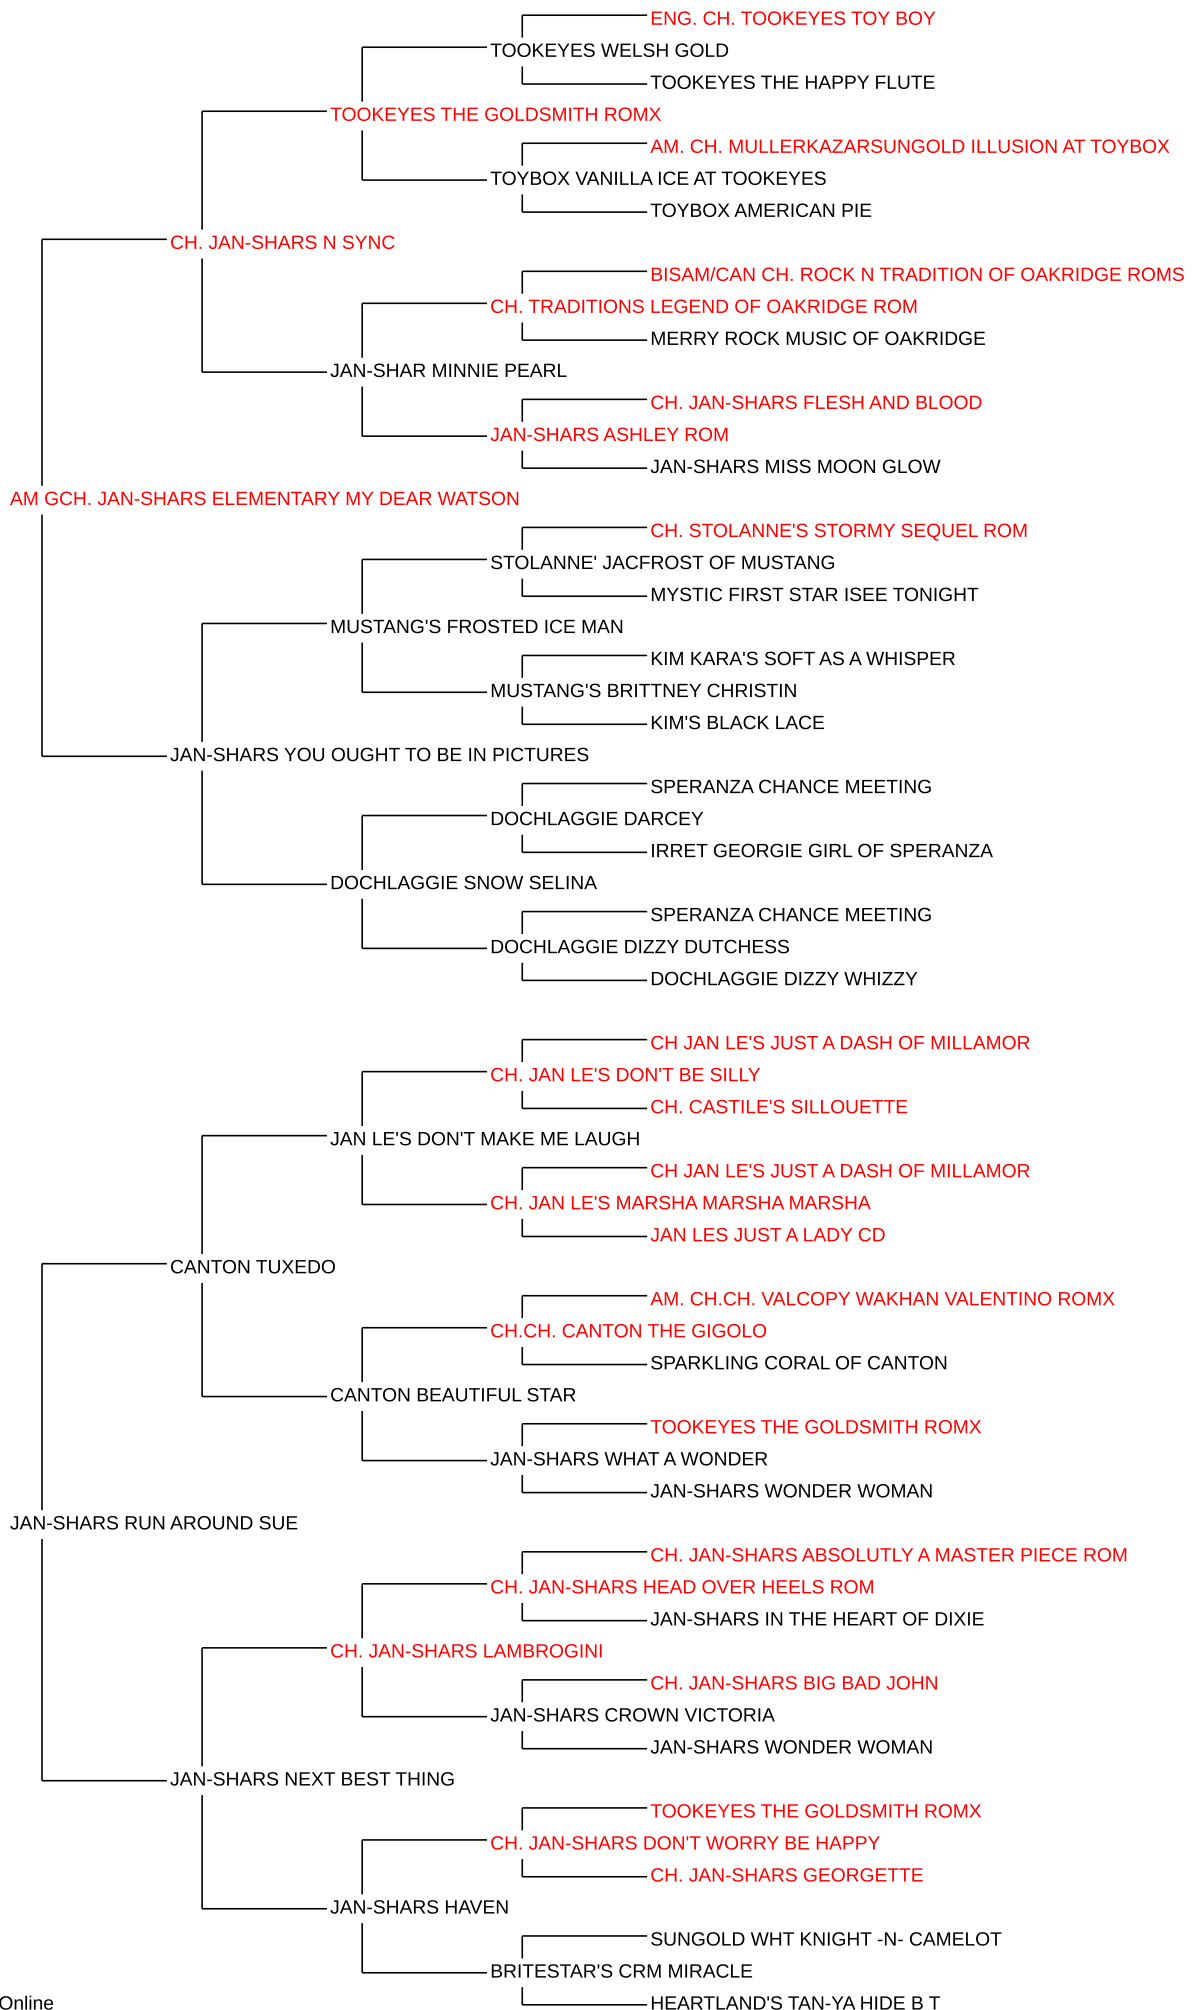 ENG. CH. TOOKEYES TOY BOY
TOOKEYES WELSH GOLD
TOOKEYES THE HAPPY FLUTE
TOOKEYES THE GOLDSMITH ROMX
AM. CH. MULLERKAZARSUNGOLD ILLUSION AT TOYBOX
TOYBOX VANILLA ICE AT TOOKEYES
TOYBOX AMERICAN PIE
CH. JAN-SHARS N SYNC
BISAM/CAN CH. ROCK N TRADITION OF OAKRIDGE ROMS
CH. TRADITIONS LEGEND OF OAKRIDGE ROM
MERRY ROCK MUSIC OF OAKRIDGE
JAN-SHAR MINNIE PEARL
CH. JAN-SHARS FLESH AND BLOOD
JAN-SHARS ASHLEY ROM
JAN-SHARS MISS MOON GLOW
AM GCH. JAN-SHARS ELEMENTARY MY DEAR WATSON
CH. STOLANNE'S STORMY SEQUEL ROM
STOLANNE' JACFROST OF MUSTANG
MYSTIC FIRST STAR ISEE TONIGHT
MUSTANG'S FROSTED ICE MAN
KIM KARA'S SOFT AS A WHISPER
MUSTANG'S BRITTNEY CHRISTIN
KIM'S BLACK LACE
JAN-SHARS YOU OUGHT TO BE IN PICTURES
SPERANZA CHANCE MEETING
DOCHLAGGIE DARCEY
IRRET GEORGIE GIRL OF SPERANZA
DOCHLAGGIE SNOW SELINA
SPERANZA CHANCE MEETING
DOCHLAGGIE DIZZY DUTCHESS
DOCHLAGGIE DIZZY WHIZZY
CH JAN LE'S JUST A DASH OF MILLAMOR
CH. JAN LE'S DON'T BE SILLY
CH. CASTILE'S SILLOUETTE
JAN LE'S DON'T MAKE ME LAUGH
CH JAN LE'S JUST A DASH OF MILLAMOR
CH. JAN LE'S MARSHA MARSHA MARSHA
JAN LES JUST A LADY CD
CANTON TUXEDO
AM. CH.CH. VALCOPY WAKHAN VALENTINO ROMX
CH.CH. CANTON THE GIGOLO
SPARKLING CORAL OF CANTON
CANTON BEAUTIFUL STAR
TOOKEYES THE GOLDSMITH ROMX
JAN-SHARS WHAT A WONDER
JAN-SHARS WONDER WOMAN
JAN-SHARS RUN AROUND SUE
CH. JAN-SHARS ABSOLUTLY A MASTER PIECE ROM
CH. JAN-SHARS HEAD OVER HEELS ROM
JAN-SHARS IN THE HEART OF DIXIE
CH. JAN-SHARS LAMBROGINI
CH. JAN-SHARS BIG BAD JOHN
JAN-SHARS CROWN VICTORIA
JAN-SHARS WONDER WOMAN
JAN-SHARS NEXT BEST THING
TOOKEYES THE GOLDSMITH ROMX
CH. JAN-SHARS DON'T WORRY BE HAPPY
CH. JAN-SHARS GEORGETTE
JAN-SHARS HAVEN
SUNGOLD WHT KNIGHT -N- CAMELOT
BRITESTAR'S CRM MIRACLE
HEARTLAND'S TAN-YA HIDE B T
Online